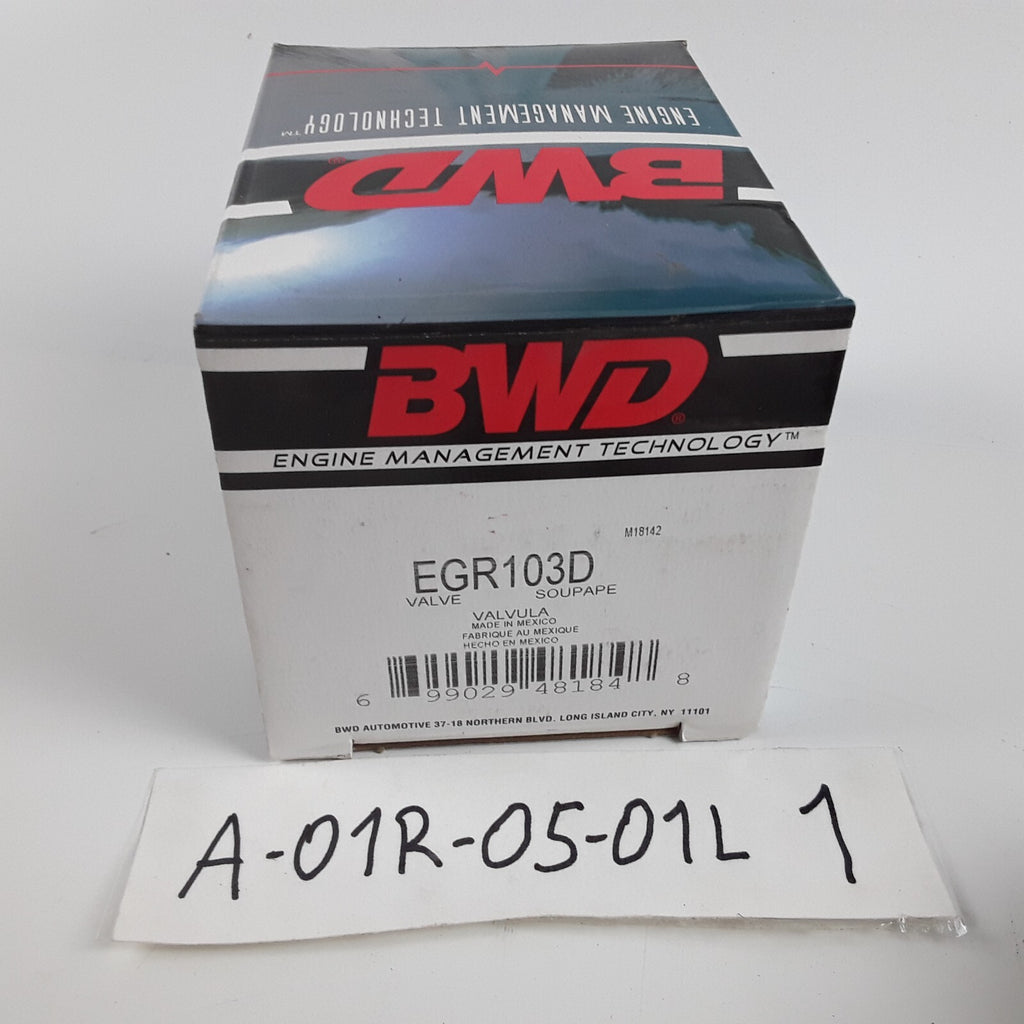 ENGINE MANAGEMENT TECHNOLOGY™
BWD®
BWD®
ENGINE MANAGEMENT TECHNOLOGY™
M18142
EGR103D
VALVE SOUPAPE
VALVULA
MADE IN MEXICO
FABRIQUE AU MEXIQUE
HECHO EN MEXICO
6 99029 48184 8
BWD AUTOMOTIVE 37-18 NORTHERN BLVD. LONG ISLAND CITY, NY 11101
A-01R-05-01L 1